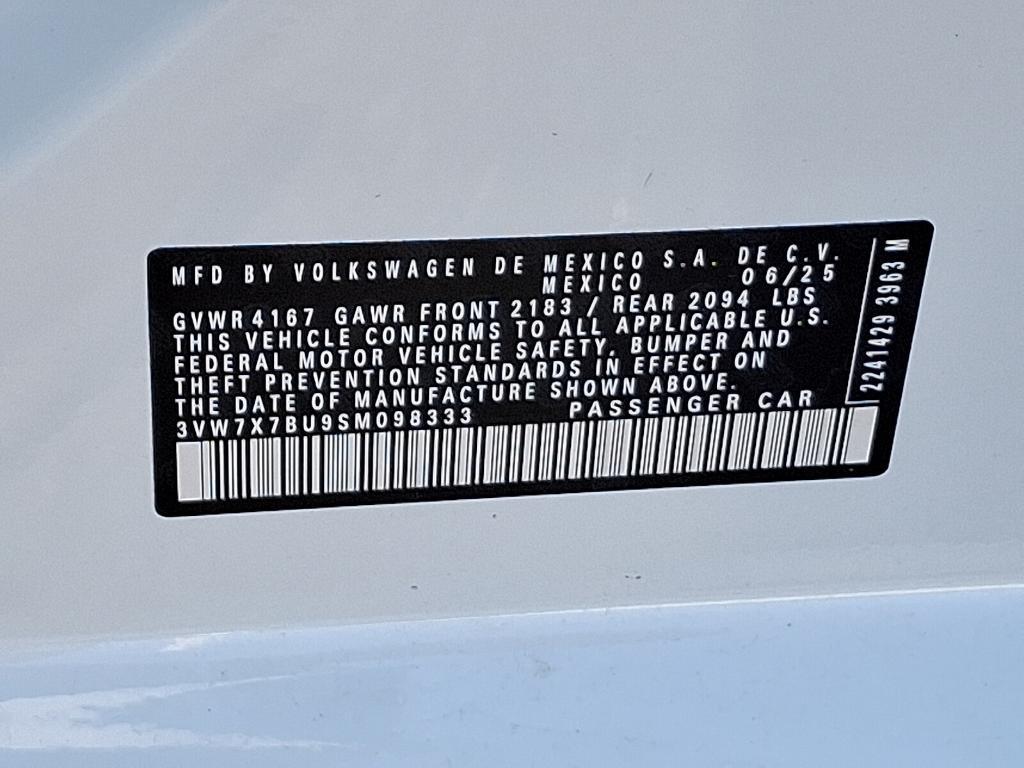 MFD BY VOLKSWAGEN DE MEXICO S.A. DE C.V.
MEXICO 06/25
GVWR 4167 GAWR FRONT 2183 / REAR 2094 LBS
THIS VEHICLE CONFORMS TO ALL APPLICABLE U.S.
FEDERAL MOTOR VEHICLE SAFETY, BUMPER AND
THEFT PREVENTION STANDARDS IN EFFECT ON
THE DATE OF MANUFACTURE SHOWN ABOVE.
3VW7X7BU9SM098333 PASSENGER CAR
2241429 3963 M